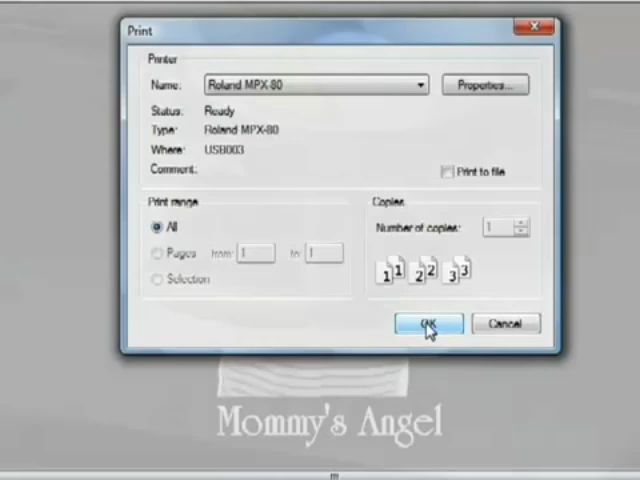 Print
Printer
Name: Roland MPX-80 Properties...
Status: Ready
Type: Roland MPX-80
Where: USB003
Comment: Print to file
Print range Copies
All Number of copies: 1
Pages from: 1 to: 1
Selection 1 1 2 2 3 3
OK Cancel
Mommy's Angel